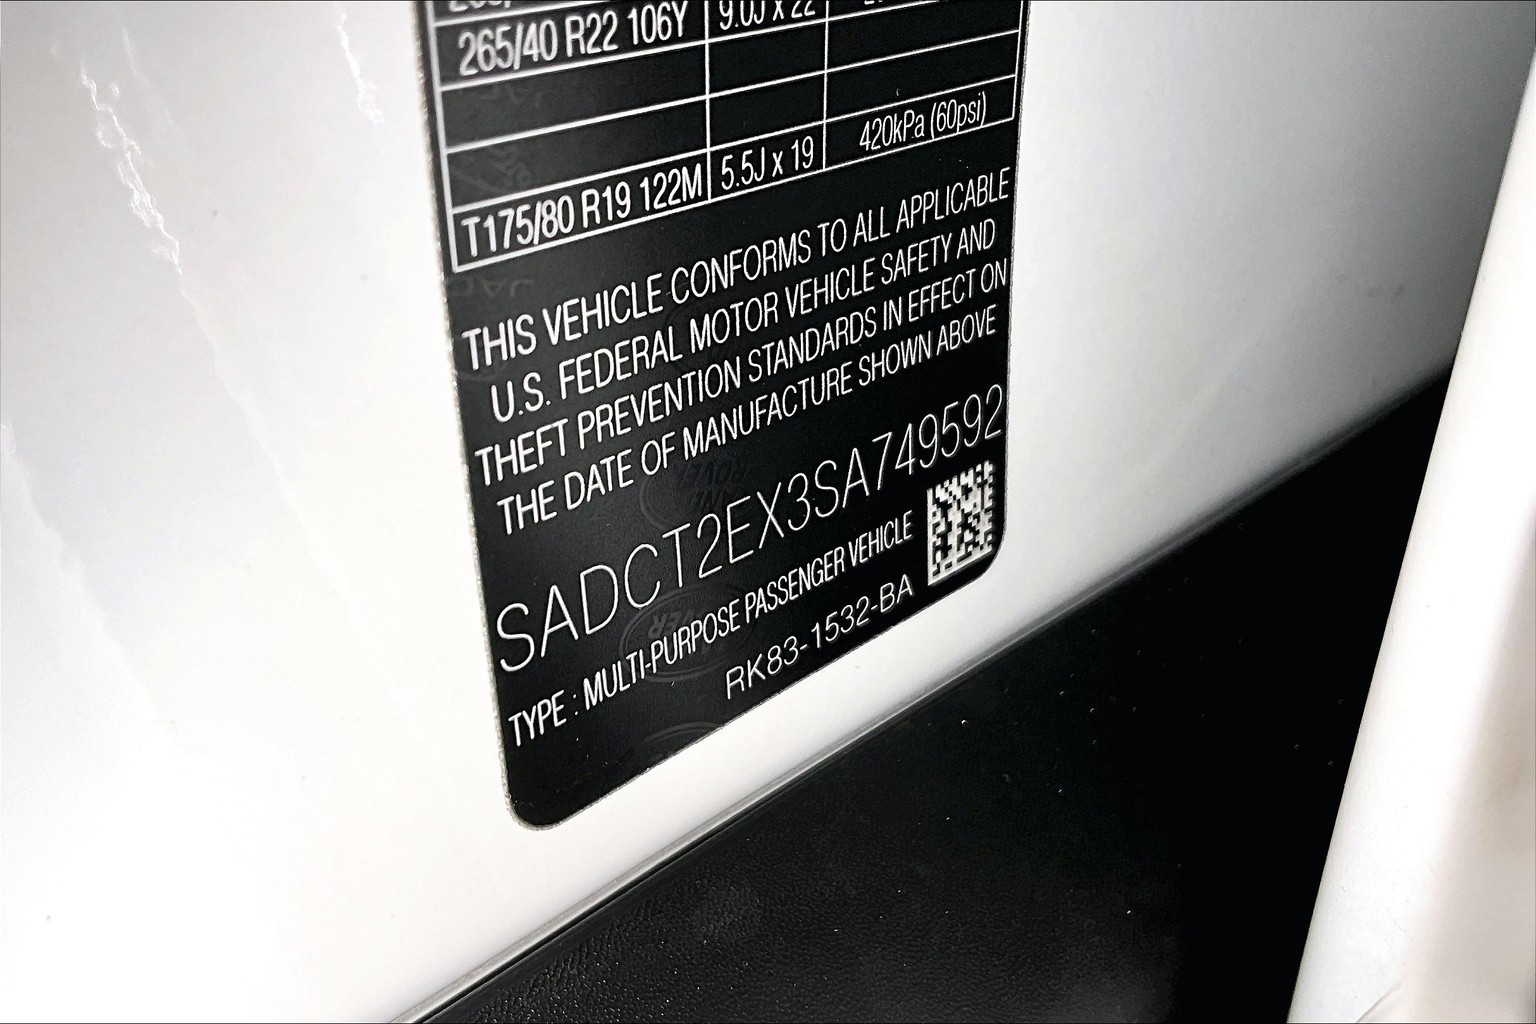 265/40 R22 106Y 9.0J x 22
T175/80 R19 122M 5.5J x 19 420kPa (60psi)
THIS VEHICLE CONFORMS TO ALL APPLICABLE
U.S. FEDERAL MOTOR VEHICLE SAFETY AND
THEFT PREVENTION STANDARDS IN EFFECT ON
THE DATE OF MANUFACTURE SHOWN ABOVE
SADCT2EX3SA749592
TYPE : MULTI-PURPOSE PASSENGER VEHICLE
RK83-1532-BA